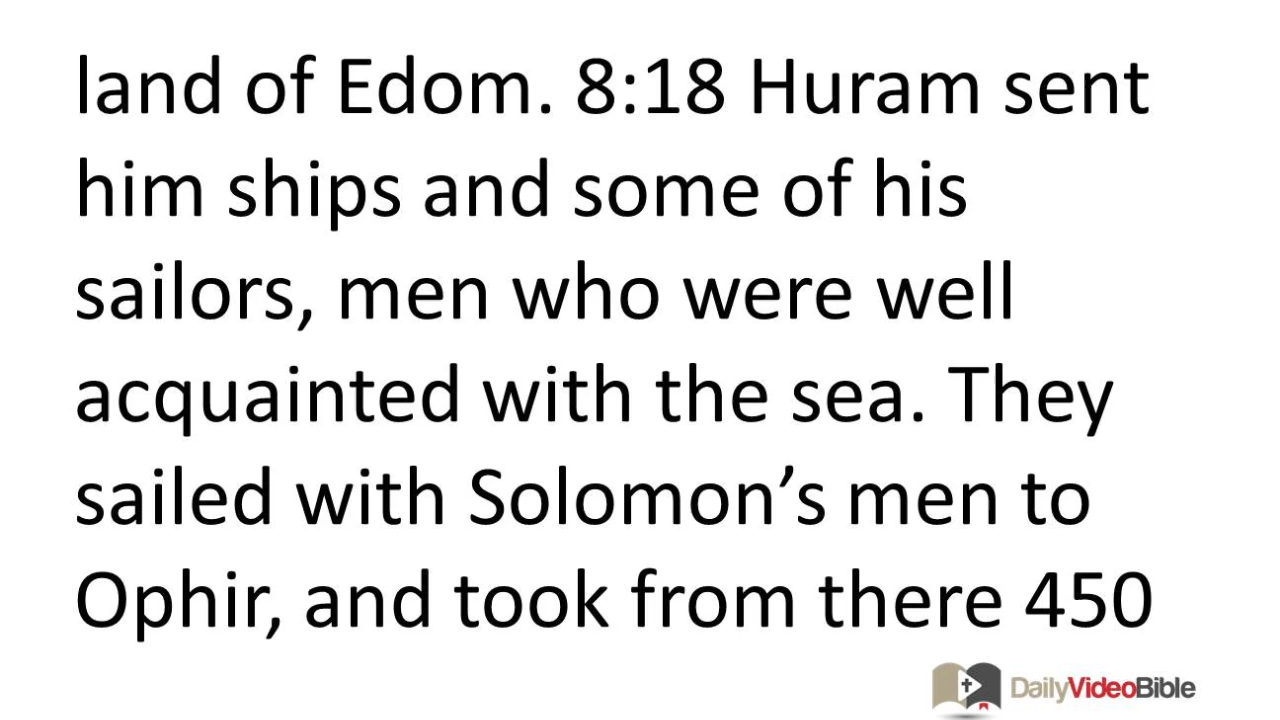 land of Edom. 8:18 Huram sent
him ships and some of his
sailors, men who were well
acquainted with the sea. They
sailed with Solomon’s men to
Ophir, and took from there 450
DailyVideoBible